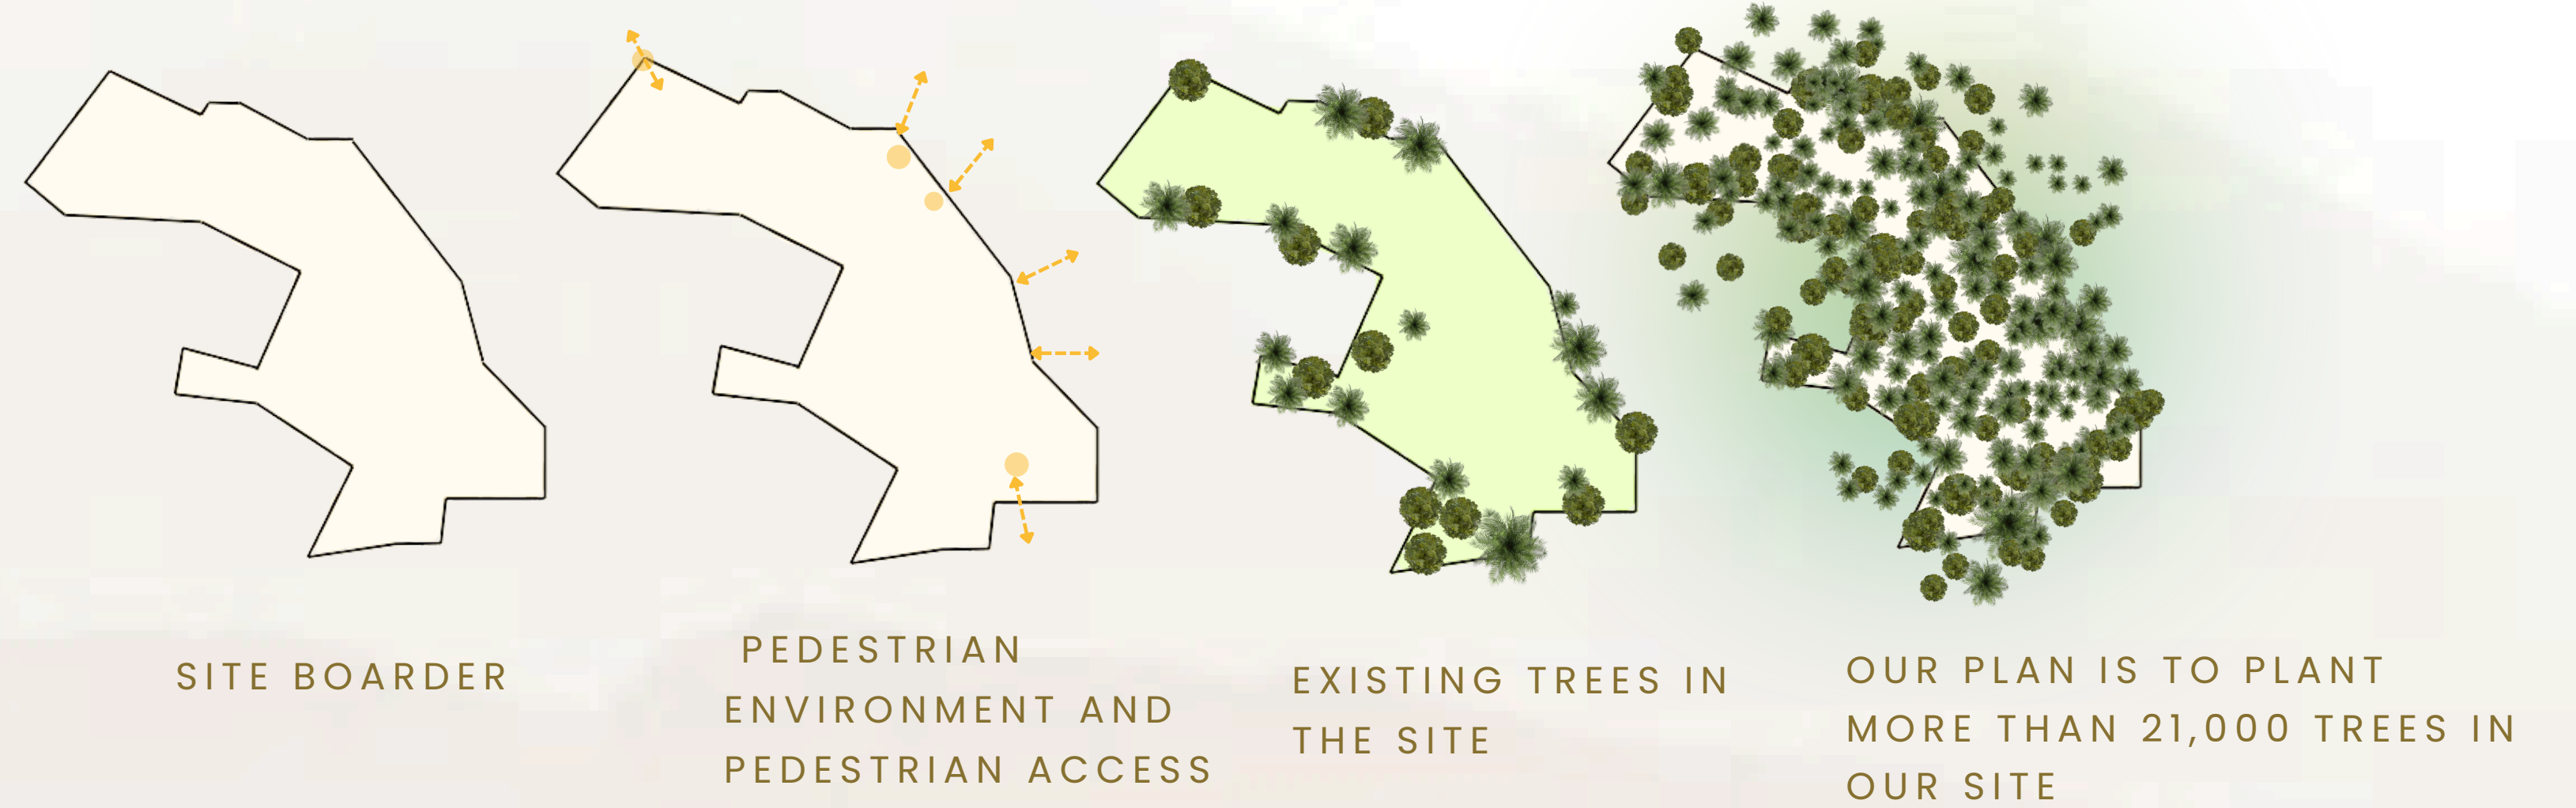 SITE BOARDER
PEDESTRIAN
ENVIRONMENT AND
PEDESTRIAN ACCESS
EXISTING TREES IN
THE SITE
OUR PLAN IS TO PLANT
MORE THAN 21,000 TREES IN
OUR SITE